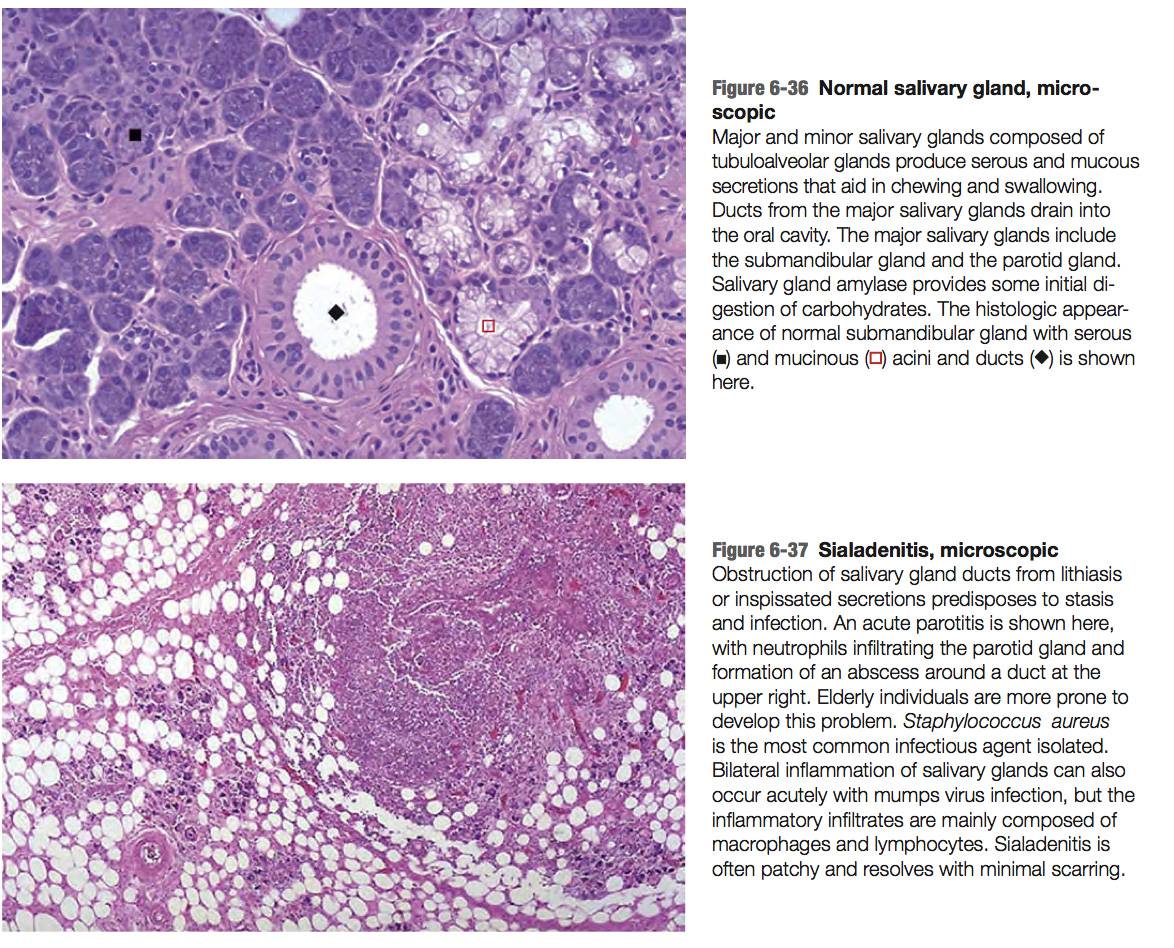 Figure 6-36 Normal salivary gland, micro-
scopic
Major and minor salivary glands composed of
tubuloalveolar glands produce serous and mucous
secretions that aid in chewing and swallowing.
Ducts from the major salivary glands drain into
the oral cavity. The major salivary glands include
the submandibular gland and the parotid gland.
Salivary gland amylase provides some initial di-
gestion of carbohydrates. The histologic appear-
ance of normal submandibular gland with serous
(■) and mucinous (□) acini and ducts (◆) is shown
here.
Figure 6-37 Sialadenitis, microscopic
Obstruction of salivary gland ducts from lithiasis
or inspissated secretions predisposes to stasis
and infection. An acute parotitis is shown here,
with neutrophils infiltrating the parotid gland and
formation of an abscess around a duct at the
upper right. Elderly individuals are more prone to
develop this problem. Staphylococcus aureus
is the most common infectious agent isolated.
Bilateral inflammation of salivary glands can also
occur acutely with mumps virus infection, but the
inflammatory infiltrates are mainly composed of
macrophages and lymphocytes. Sialadenitis is
often patchy and resolves with minimal scarring.